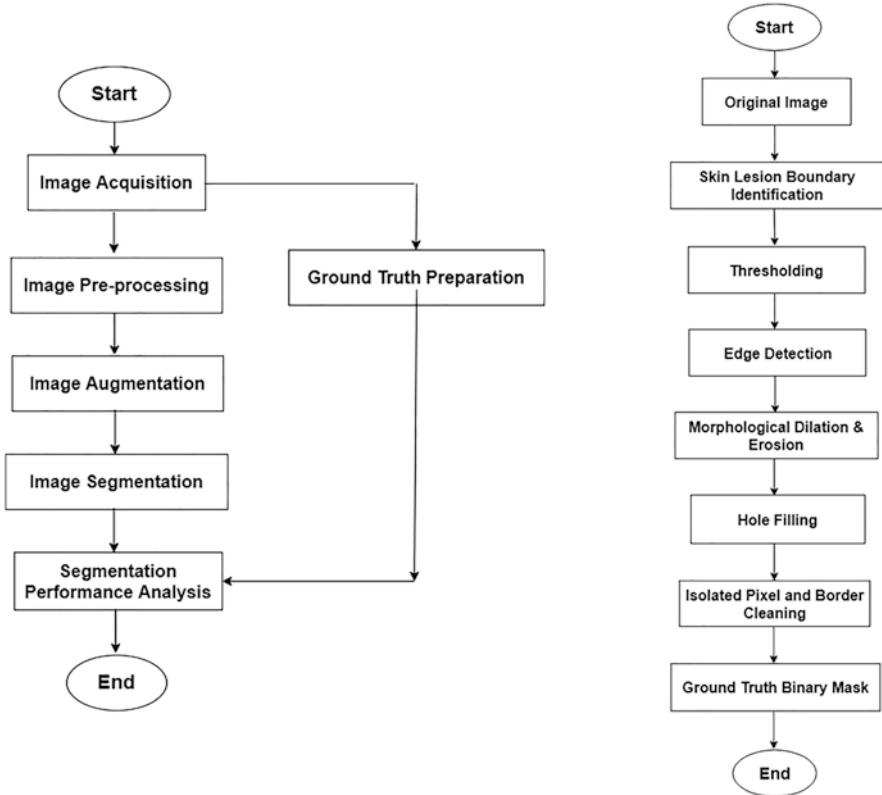 Start
Image Acquisition
Image Pre-processing
Ground Truth Preparation
Image Augmentation
Image Segmentation
Segmentation
Performance Analysis
End
Start
Original Image
Skin Lesion Boundary
Identification
Thresholding
Edge Detection
Morphological Dilation &
Erosion
Hole Filling
Isolated Pixel and Border
Cleaning
Ground Truth Binary Mask
End